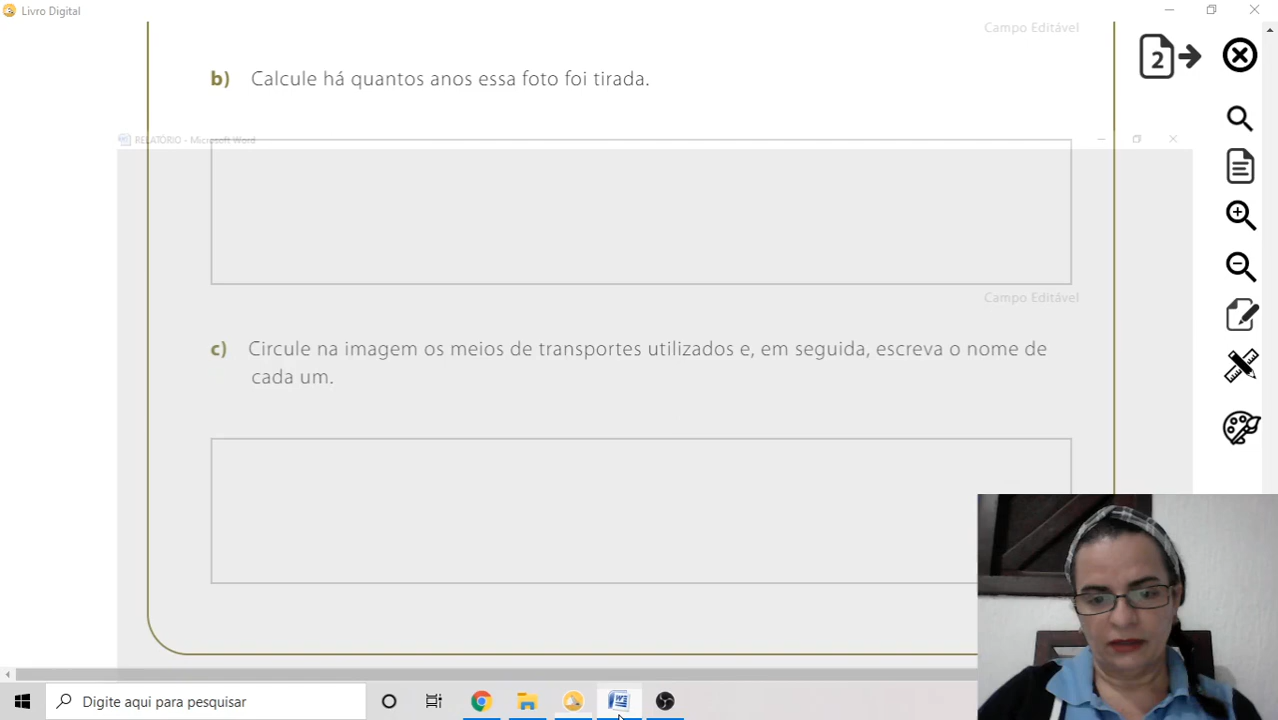 Livro Digital
Campo Editável
2
b) Calcule há quantos anos essa foto foi tirada.
RELATÓRIO - Microsoft Word
Campo Editável
c) Circule na imagem os meios de transportes utilizados e, em seguida, escreva o nome de
cada um.
Digite aqui para pesquisar